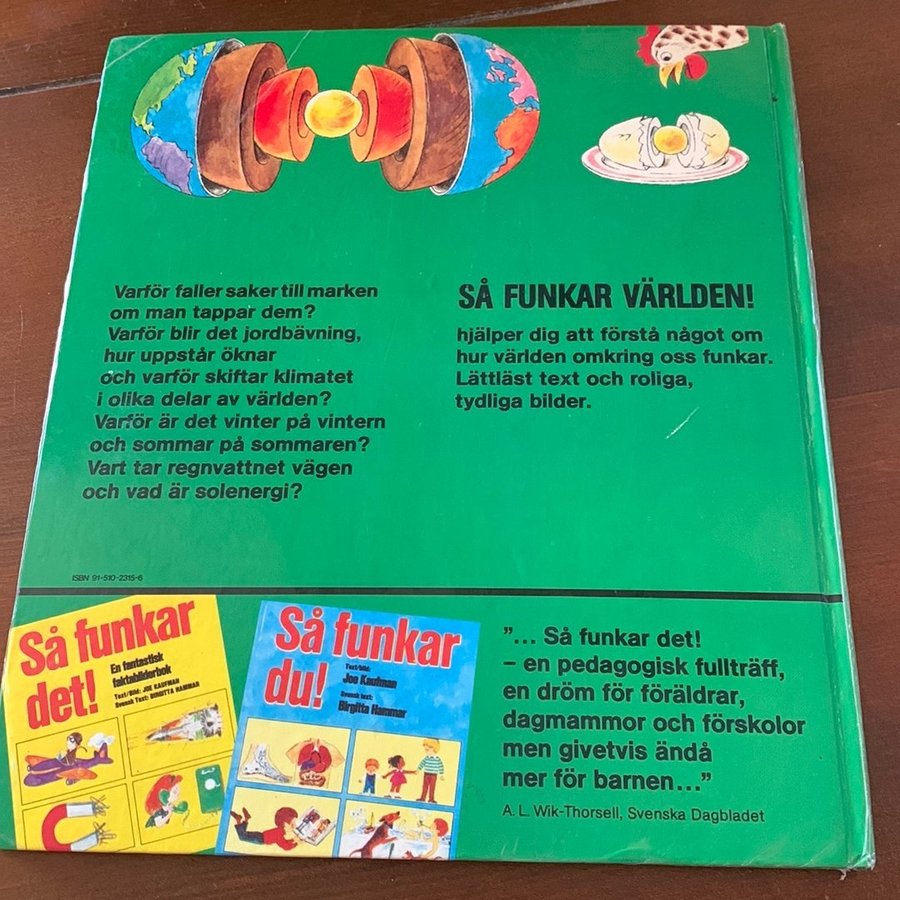 Varför faller saker till marken
om man tappar dem?
Varför blir det jordbävning,
hur uppstår öknar
och varför skiftar klimatet
i olika delar av världen?
Varför är det vinter på vintern
och sommar på sommaren?
Vart tar regnvattnet vägen
och vad är solenergi?
SÅ FUNKAR VÄRLDEN!
hjälper dig att förstå något om
hur världen omkring oss funkar.
Lättläst text och roliga,
tydliga bilder.
ISBN 91-510-2315-6
Så funkar
det!
En fantastisk
faktabilderbok
Text/Bild: JOE KAUFMAN
Svensk Text: BIRGITTA HAMMAR
Så funkar
du!
Text/bild:
Joe Kaufman
Svensk text:
Birgitta Hammar
"... Så funkar det!
– en pedagogisk fullträff,
en dröm för föräldrar,
dagmammor och förskolor
men givetvis ändå
mer för barnen..."
A. L. Wik-Thorsell, Svenska Dagbladet